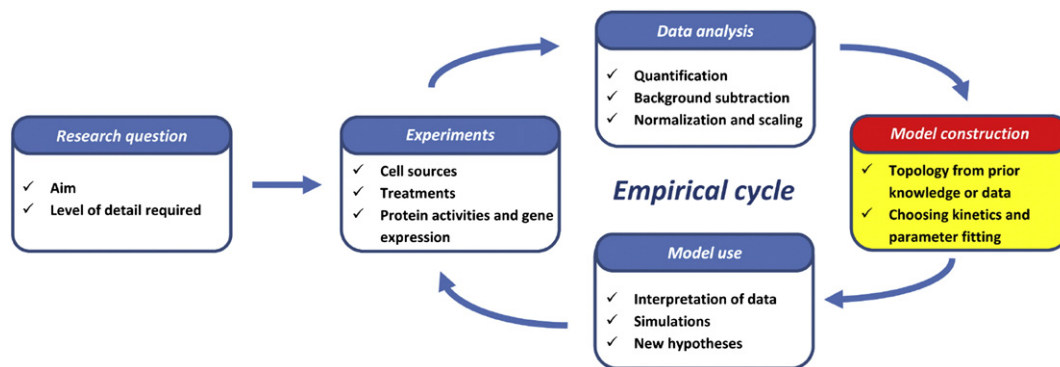 Research question
✓ Aim
✓ Level of detail required
Experiments
✓ Cell sources
✓ Treatments
✓ Protein activities and gene
expression
Data analysis
✓ Quantification
✓ Background subtraction
✓ Normalization and scaling
Model construction
✓ Topology from prior
knowledge or data
✓ Choosing kinetics and
parameter fitting
Empirical cycle
Model use
✓ Interpretation of data
✓ Simulations
✓ New hypotheses